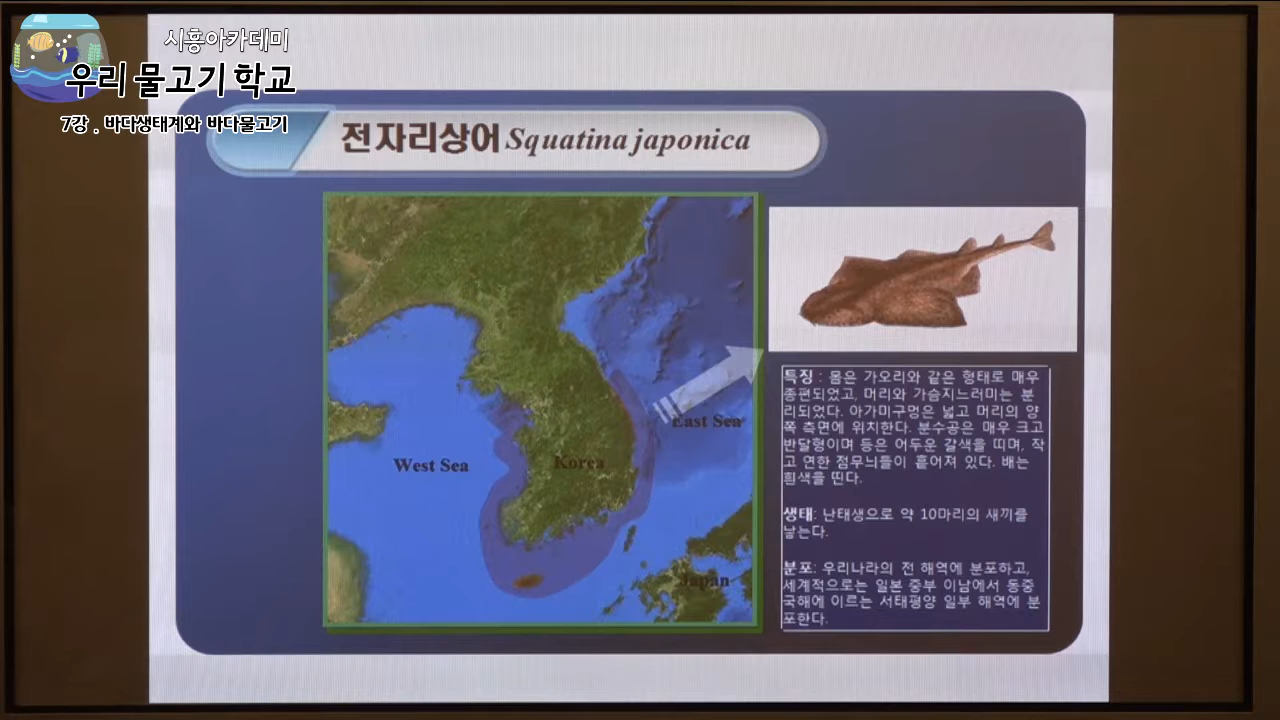 시흥아카데미
우리 물고기 학교
7강 . 바다생태계와 바다물고기
전자리상어 Squatina japonica
West Sea
Korea
East Sea
Japan
특징 : 몸은 가오리와 같은 형태로 매우
종편되었고, 머리와 가슴지느러미는 분
리되었다. 아가미구멍은 넓고 머리의 양
쪽 측면에 위치한다. 분수공은 매우 크고
반달형이며 등은 어두운 갈색을 띠며, 작
고 연한 점무늬들이 흩어져 있다. 배는
흰색을 띤다.
생태: 난태생으로 약 10마리의 새끼를
낳는다.
분포: 우리나라의 전 해역에 분포하고,
세계적으로는 일본 중부 이남에서 동중
국해에 이르는 서태평양 일부 해역에 분
포한다.